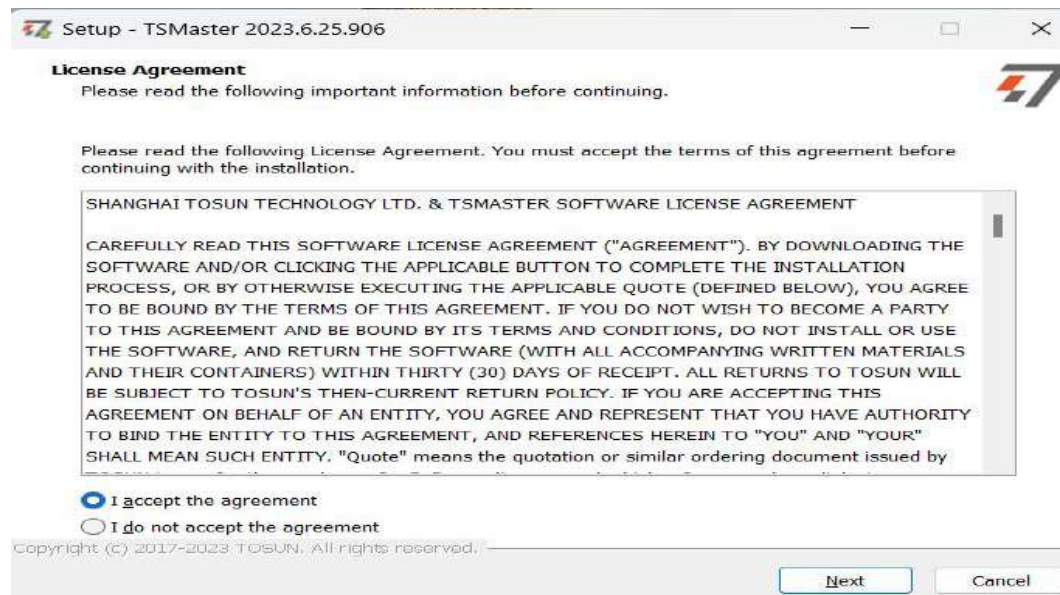 Setup - TSMaster 2023.6.25.906
License Agreement
Please read the following important information before continuing.
Please read the following License Agreement. You must accept the terms of this agreement before
continuing with the installation.
SHANGHAI TOSUN TECHNOLOGY LTD. & TSMASTER SOFTWARE LICENSE AGREEMENT
CAREFULLY READ THIS SOFTWARE LICENSE AGREEMENT ("AGREEMENT"). BY DOWNLOADING THE
SOFTWARE AND/OR CLICKING THE APPLICABLE BUTTON TO COMPLETE THE INSTALLATION
PROCESS, OR BY OTHERWISE EXECUTING THE APPLICABLE QUOTE (DEFINED BELOW), YOU AGREE
TO BE BOUND BY THE TERMS OF THIS AGREEMENT. IF YOU DO NOT WISH TO BECOME A PARTY
TO THIS AGREEMENT AND BE BOUND BY ITS TERMS AND CONDITIONS, DO NOT INSTALL OR USE
THE SOFTWARE, AND RETURN THE SOFTWARE (WITH ALL ACCOMPANYING WRITTEN MATERIALS
AND THEIR CONTAINERS) WITHIN THIRTY (30) DAYS OF RECEIPT. ALL RETURNS TO TOSUN WILL
BE SUBJECT TO TOSUN'S THEN-CURRENT RETURN POLICY. IF YOU ARE ACCEPTING THIS
AGREEMENT ON BEHALF OF AN ENTITY, YOU AGREE AND REPRESENT THAT YOU HAVE AUTHORITY
TO BIND THE ENTITY TO THIS AGREEMENT, AND REFERENCES HEREIN TO "YOU" AND "YOUR"
SHALL MEAN SUCH ENTITY. "Quote" means the quotation or similar ordering document issued by
I accept the agreement
I do not accept the agreement
Copyright (c) 2017-2023 TOSUN. All rights reserved.
Next
Cancel